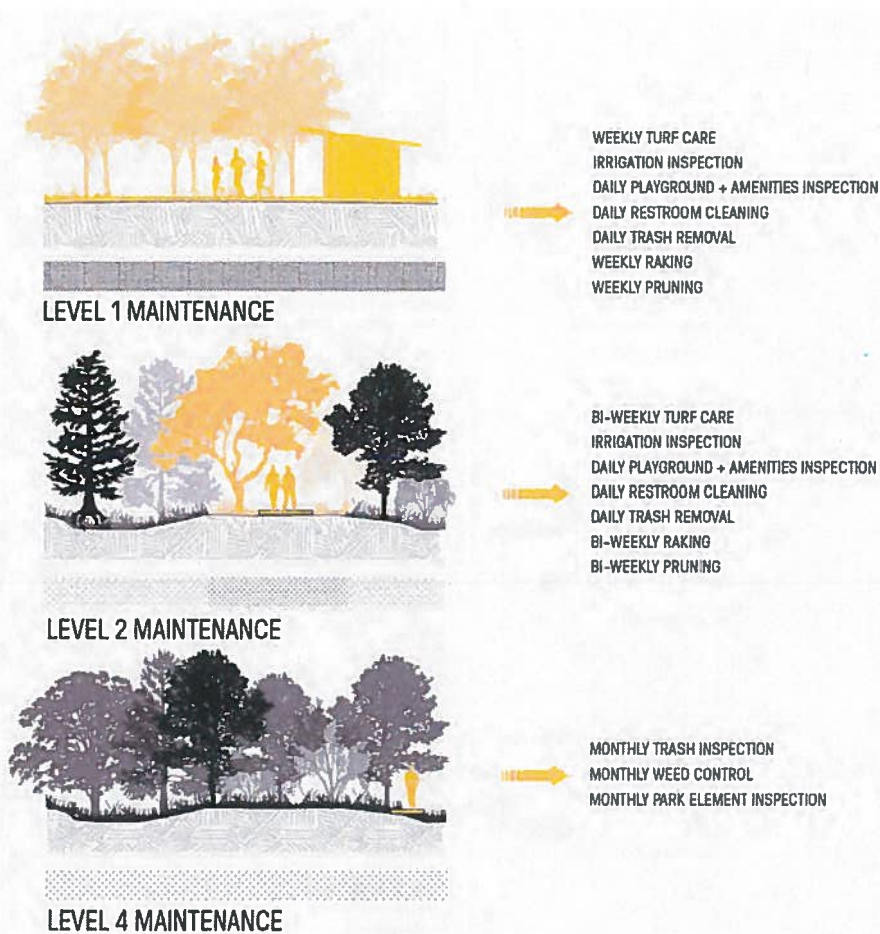 WEEKLY TURF CARE
IRRIGATION INSPECTION
DAILY PLAYGROUND + AMENITIES INSPECTION
DAILY RESTROOM CLEANING
DAILY TRASH REMOVAL
WEEKLY RAKING
WEEKLY PRUNING
LEVEL 1 MAINTENANCE
BI-WEEKLY TURF CARE
IRRIGATION INSPECTION
DAILY PLAYGROUND + AMENITIES INSPECTION
DAILY RESTROOM CLEANING
DAILY TRASH REMOVAL
BI-WEEKLY RAKING
BI-WEEKLY PRUNING
LEVEL 2 MAINTENANCE
MONTHLY TRASH INSPECTION
MONTHLY WEED CONTROL
MONTHLY PARK ELEMENT INSPECTION
LEVEL 4 MAINTENANCE